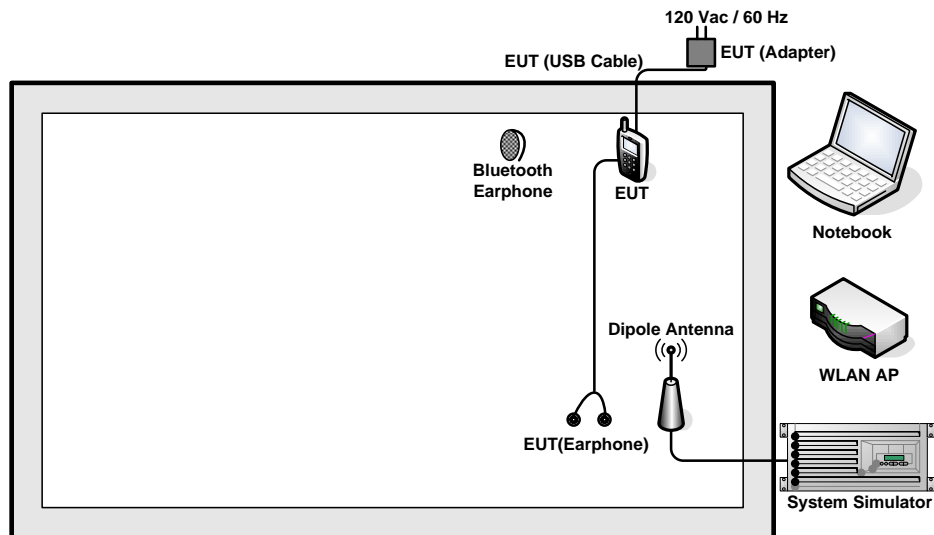 120 Vac / 60 Hz
EUT (USB Cable)
EUT (Adapter)
Bluetooth
Earphone
EUT
Notebook
Dipole Antenna
WLAN AP
EUT(Earphone)
System Simulator